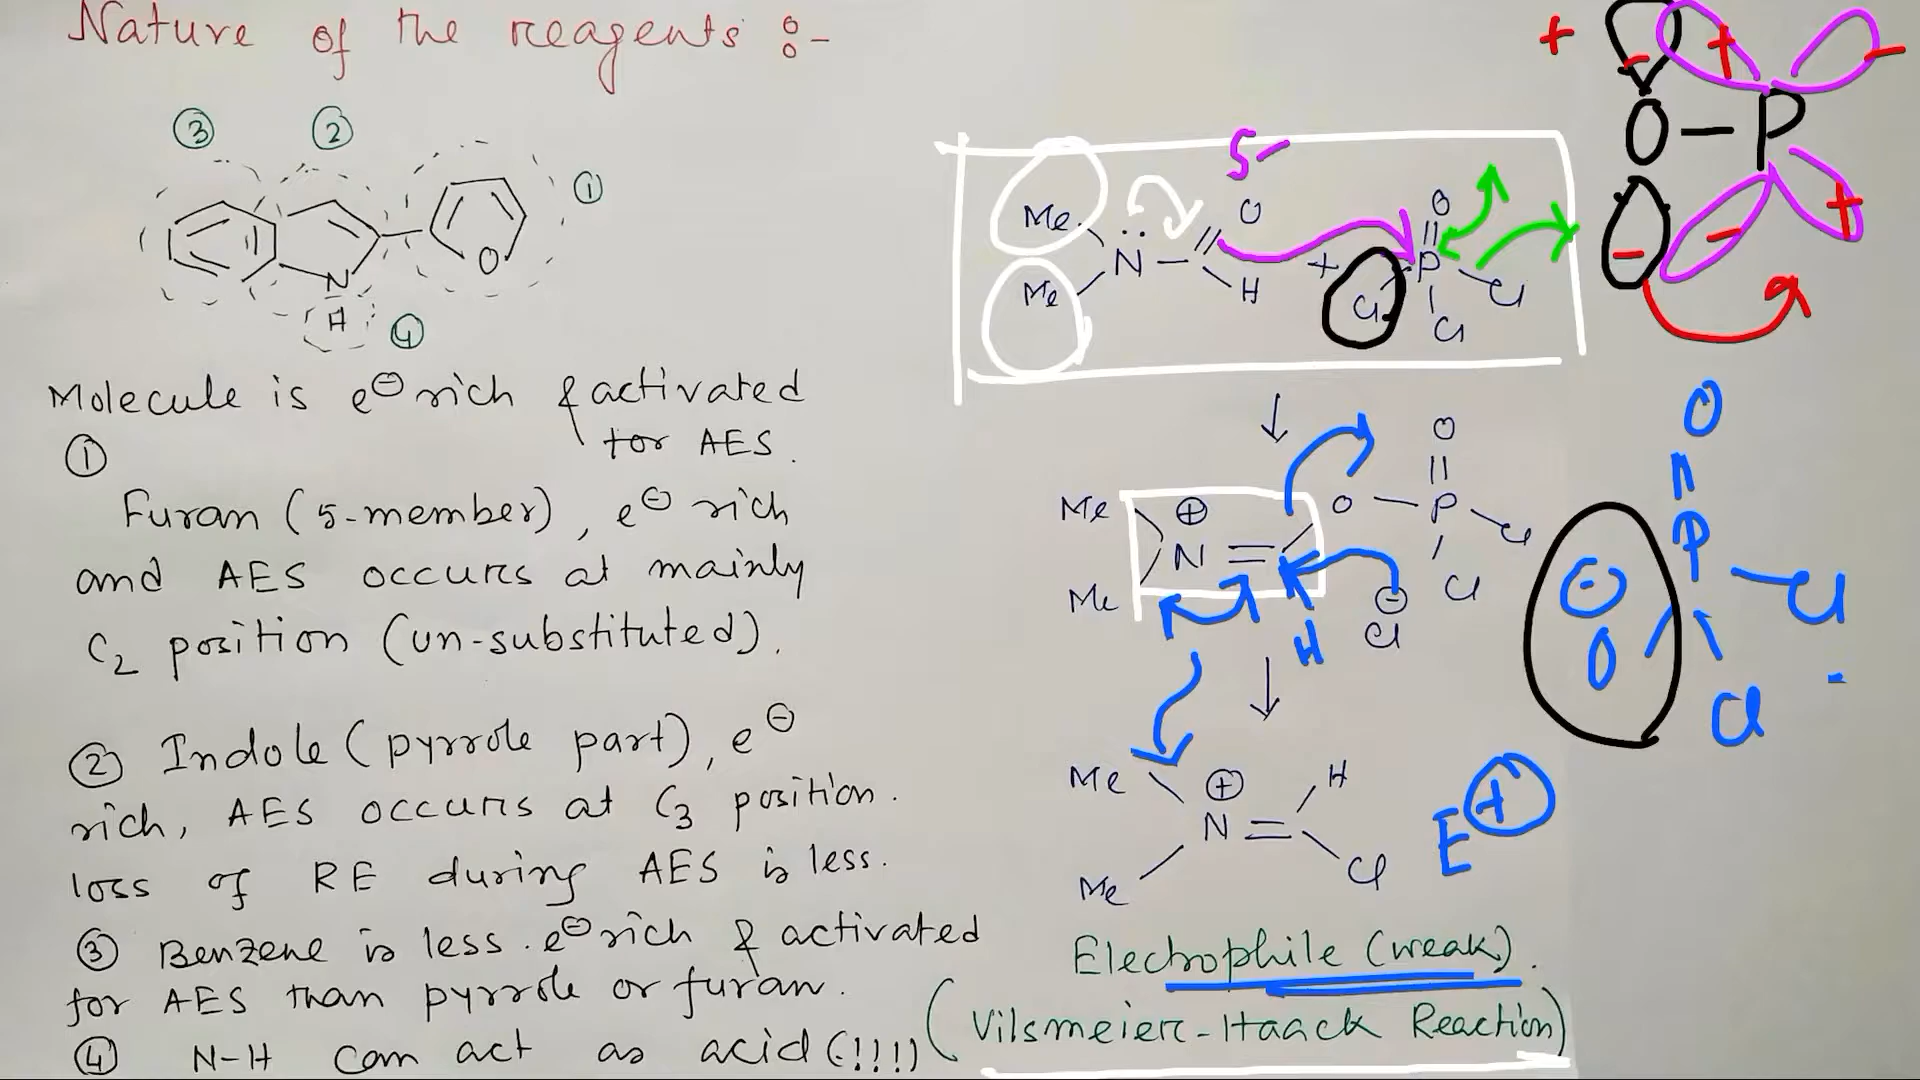 Nature of the reagents :-
③ ②
①
O
N
H
④
Molecule is e⊖ rich & activated
for AES.
①
Furan (5-member), e⊖ rich
and AES occurs at mainly
C2 position (un-substituted).
② Indole (pyrrole part), e⊖
rich, AES occurs at C3 position.
loss of RE during AES is less.
③ Benzene is less e⊖ rich & activated
for AES than pyrrole or furan.
④ N-H can act as acid (!!!!)
+ - + -
O - P
- - +
δ-
Me O O
N H + Cl P Cl
Me Cl
O
Me ⊕ O P Cl
N
Me H ⊖ Cl
Cl
O
P
⊖ O Cl
Cl
Me ⊕ H
N
Me Cl
E+
Electrophile (weak).
(Vilsmeier-Haack Reaction)